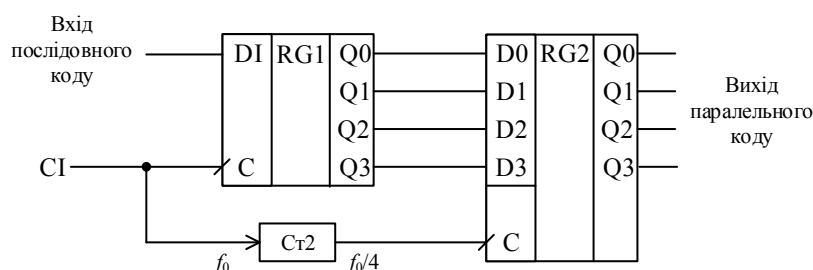 Вхід
послідовного
коду
DI RG1 Q0
Q1
Q2
C Q3
D0 RG2 Q0
D1 Q1
D2 Q2
D3 Q3
C
Вихід
паралельного
коду
CI
f₀ Ст2 f₀/4